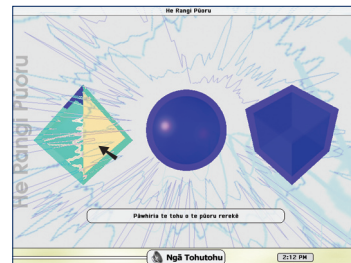 He Rangi Pūoru
He Rangi Pūoru
Pāwhiria te tohu o te pūoru rerekē
Ngā Tohutohu
2:12 PM